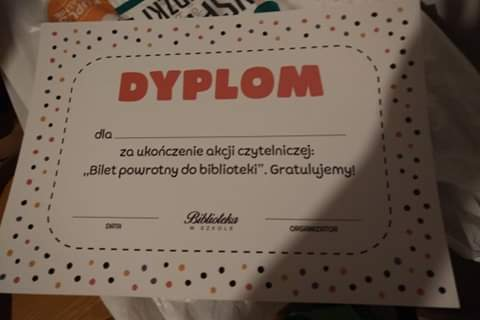 DYPLOM
dla
za ukończenie akcji czytelniczej:
„Bilet powrotny do biblioteki”. Gratulujemy!
DATA
Biblioteka
W SZKOLE
ORGANIZATOR